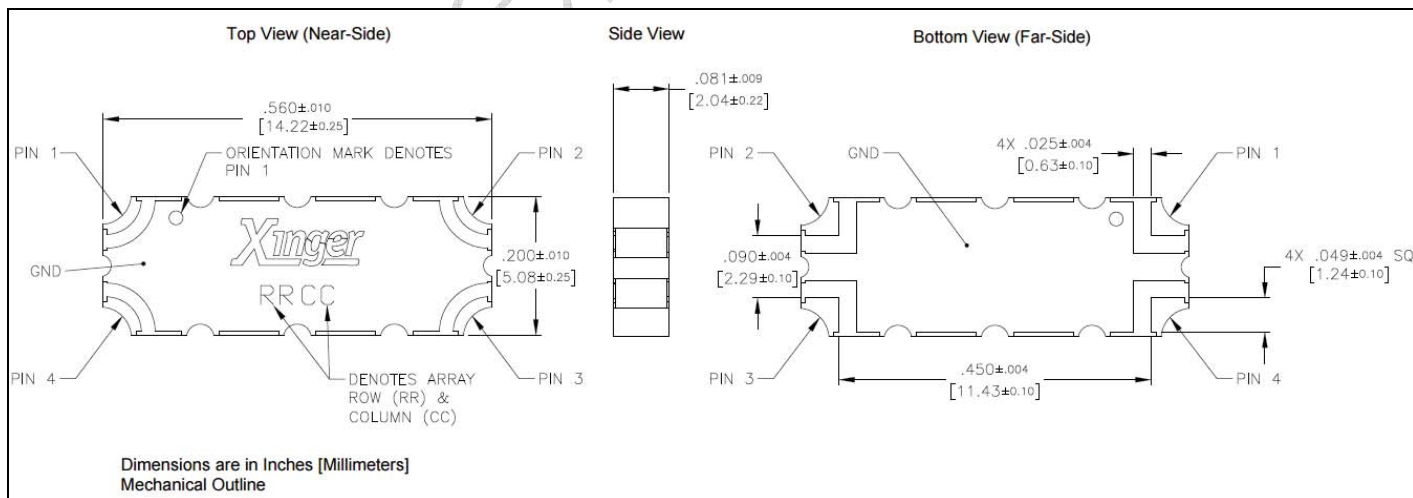 Top View (Near-Side)
Side View
Bottom View (Far-Side)
.560±.010
[14.22±0.25]
PIN 1
ORIENTATION MARK DENOTES
PIN 1
PIN 2
Xinger
GND
.200±.010
[5.08±0.25]
RRCC
PIN 4
DENOTES ARRAY
ROW (RR) &
COLUMN (CC)
PIN 3
.081±.009
[2.04±0.22]
PIN 2
GND
4X .025±.004
[0.63±0.10]
PIN 1
.090±.004
[2.29±0.10]
4X .049±.004 SQ
[1.24±0.10]
PIN 3
.450±.004
[11.43±0.10]
PIN 4
Dimensions are in Inches [Millimeters]
Mechanical Outline